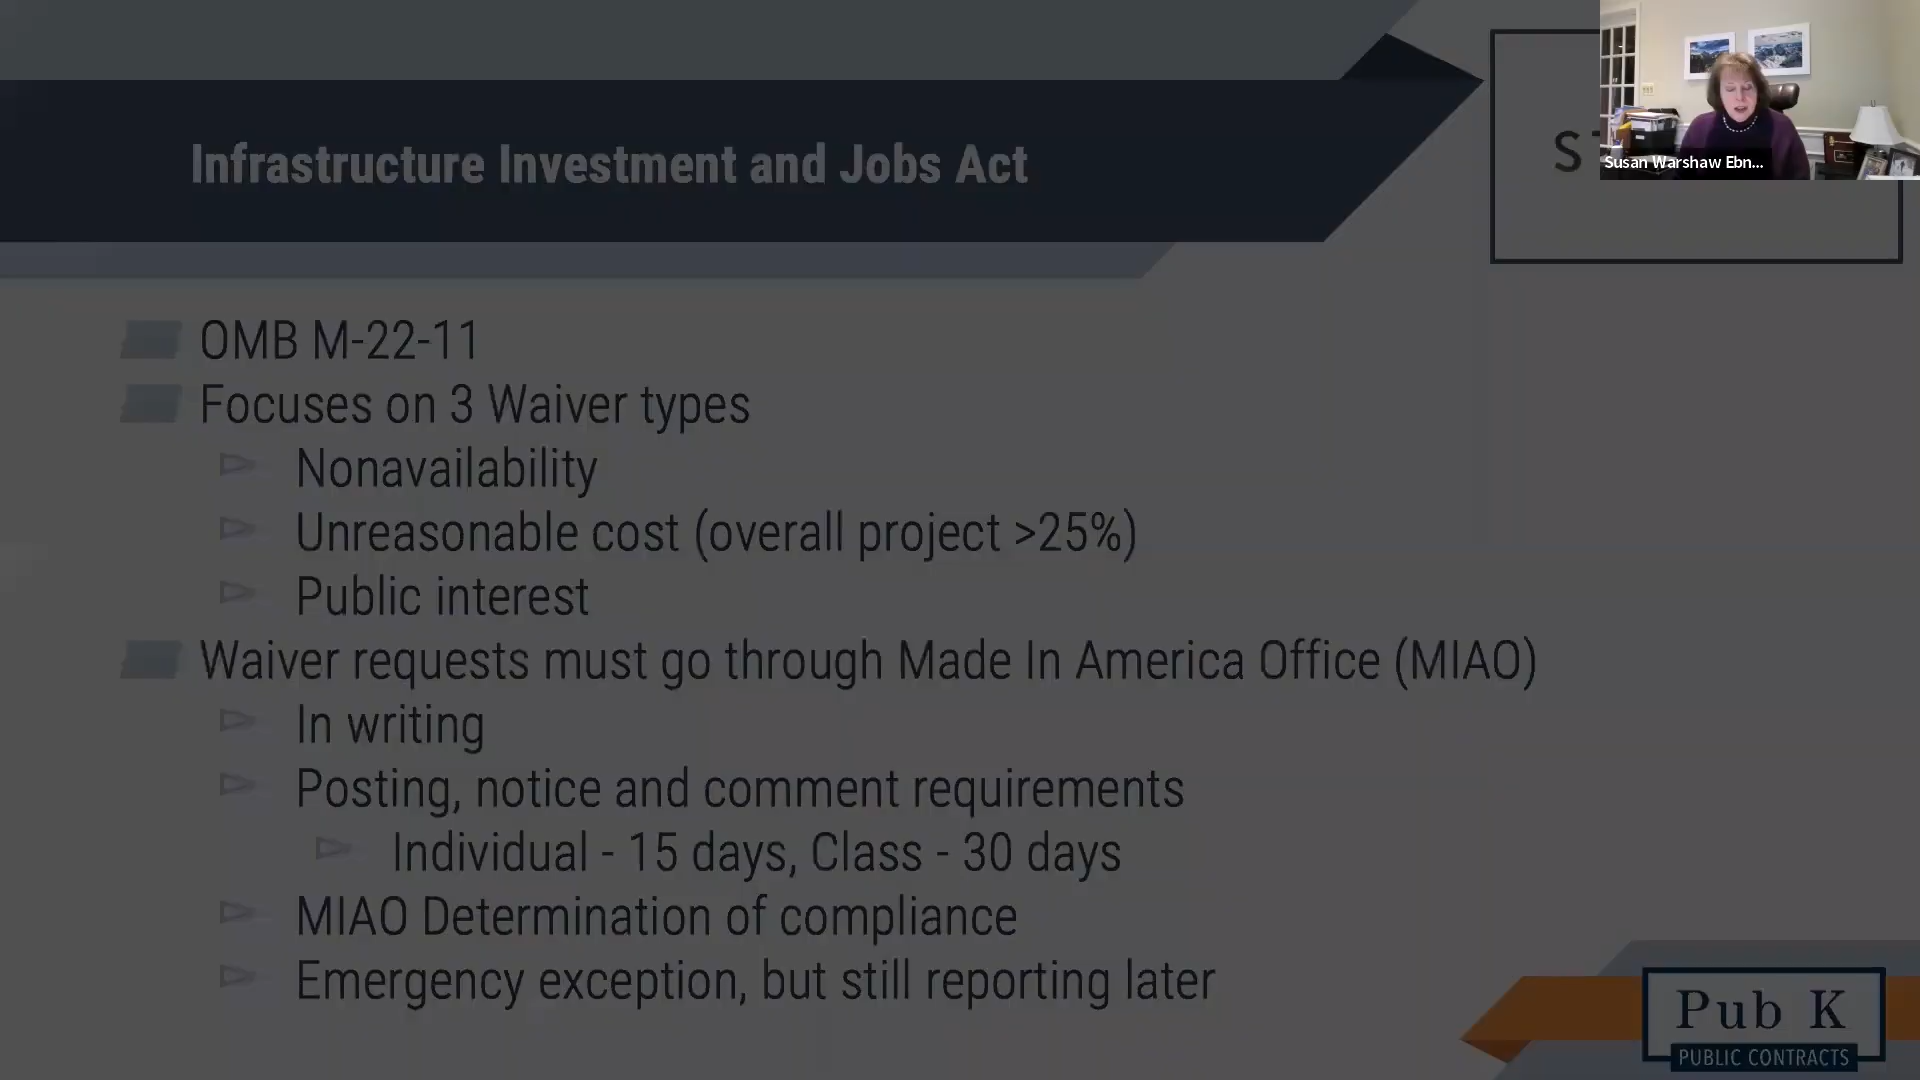 Infrastructure Investment and Jobs Act
Susan Warshaw Ebn...
OMB M-22-11
Focuses on 3 Waiver types
Nonavailability
Unreasonable cost (overall project >25%)
Public interest
Waiver requests must go through Made In America Office (MIAO)
In writing
Posting, notice and comment requirements
Individual - 15 days, Class - 30 days
MIAO Determination of compliance
Emergency exception, but still reporting later
Pub K
PUBLIC CONTRACTS